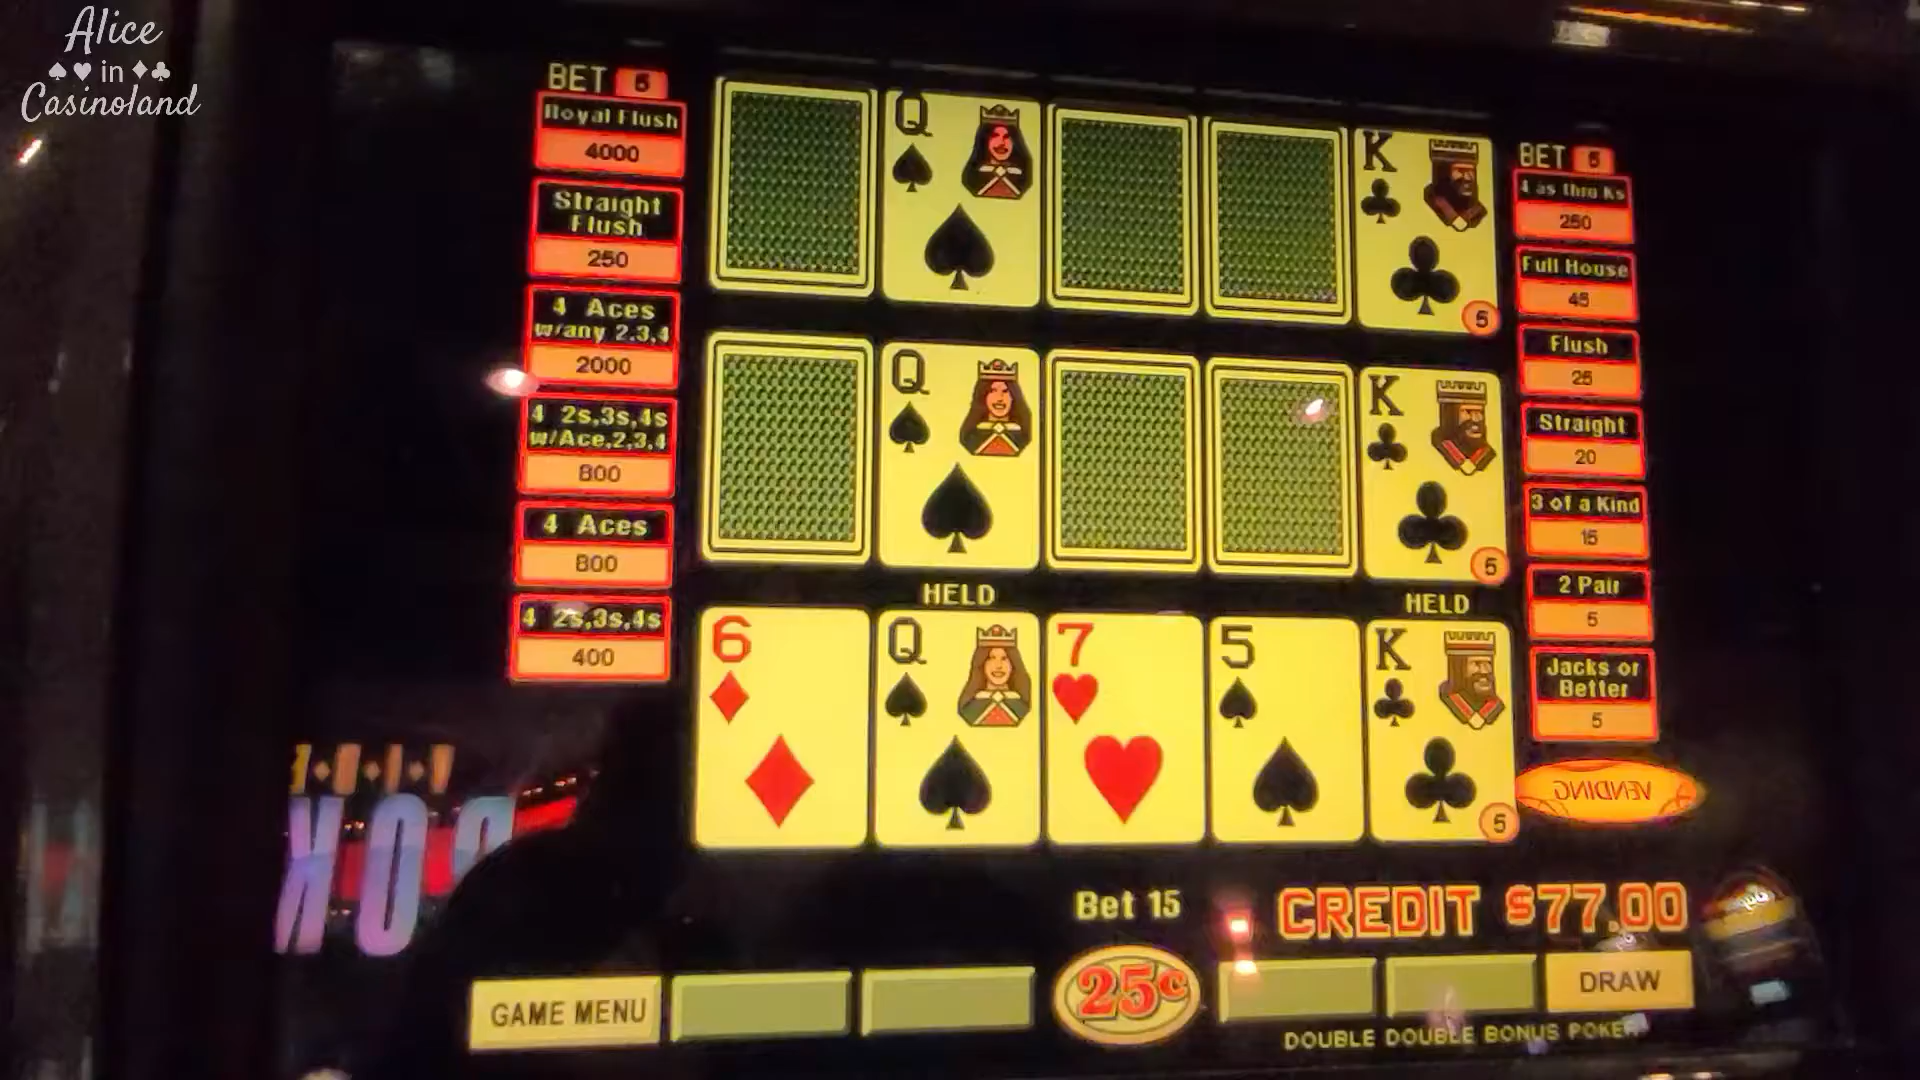 Alice
in
Casinoland
BET 5
Royal Flush
4000
Straight
Flush
250
4 Aces
w/any 2,3,4
2000
4 2s,3s,4s
w/Ace,2,3,4
800
4 Aces
800
4 2s,3s,4s
400
Q
K
5
Q
K
5
HELD
HELD
6
Q
7
5
K
5
BET 5
250
Full House
45
Flush
25
Straight
20
3 of a Kind
15
2 Pair
5
Jacks or
Better
5
VENDING
POK
Bet 15
CREDIT $77.00
GAME MENU
25¢
DRAW
DOUBLE DOUBLE BONUS POKER